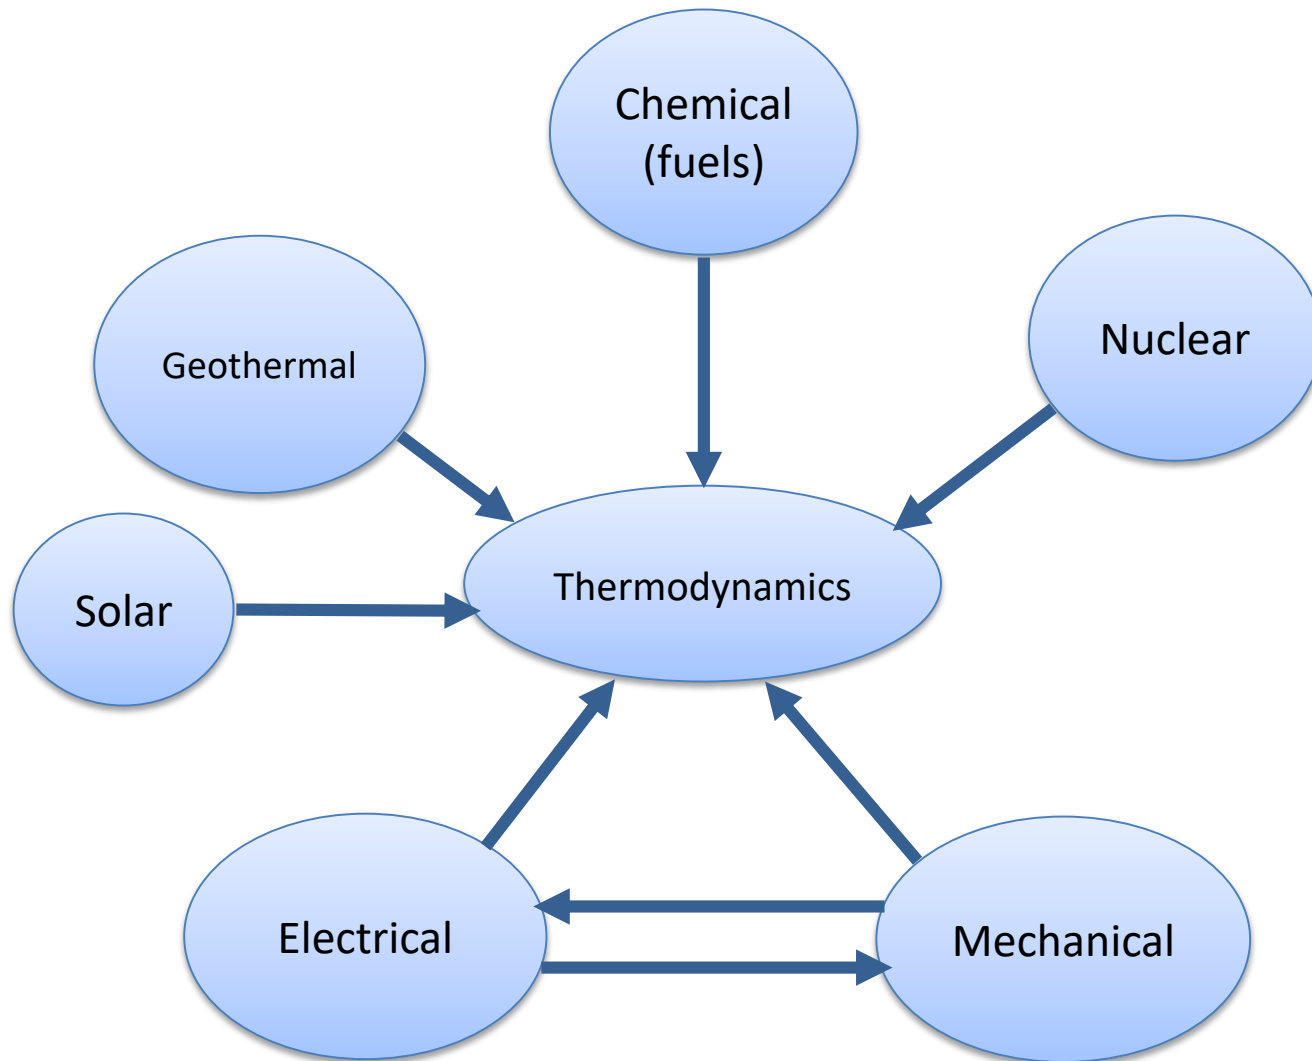 Chemical
(fuels)
Nuclear
Geothermal
Thermodynamics
Solar
Electrical
Mechanical